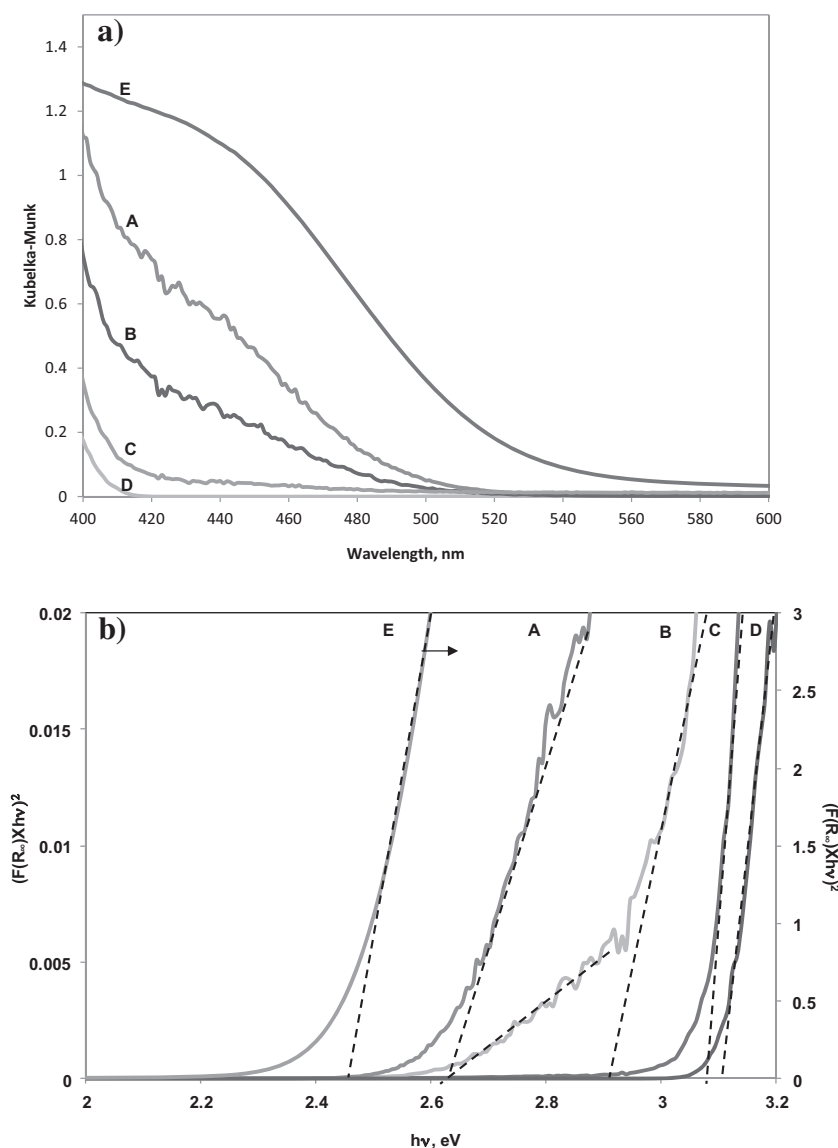 a)
1.4
1.2
1
0.8
0.6
0.4
0.2
0
Kubelka-Munk
E
A
B
C
D
400 420 440 460 480 500 520 540 560 580 600
Wavelength, nm
b)
0.02
0.015
0.01
0.005
0
(F(R∞)Xhν)²
E A B C D
3
2.5
2
1.5
1
0.5
0
(F(R∞)Xhν)²
2 2.2 2.4 2.6 2.8 3 3.2
hν, eV